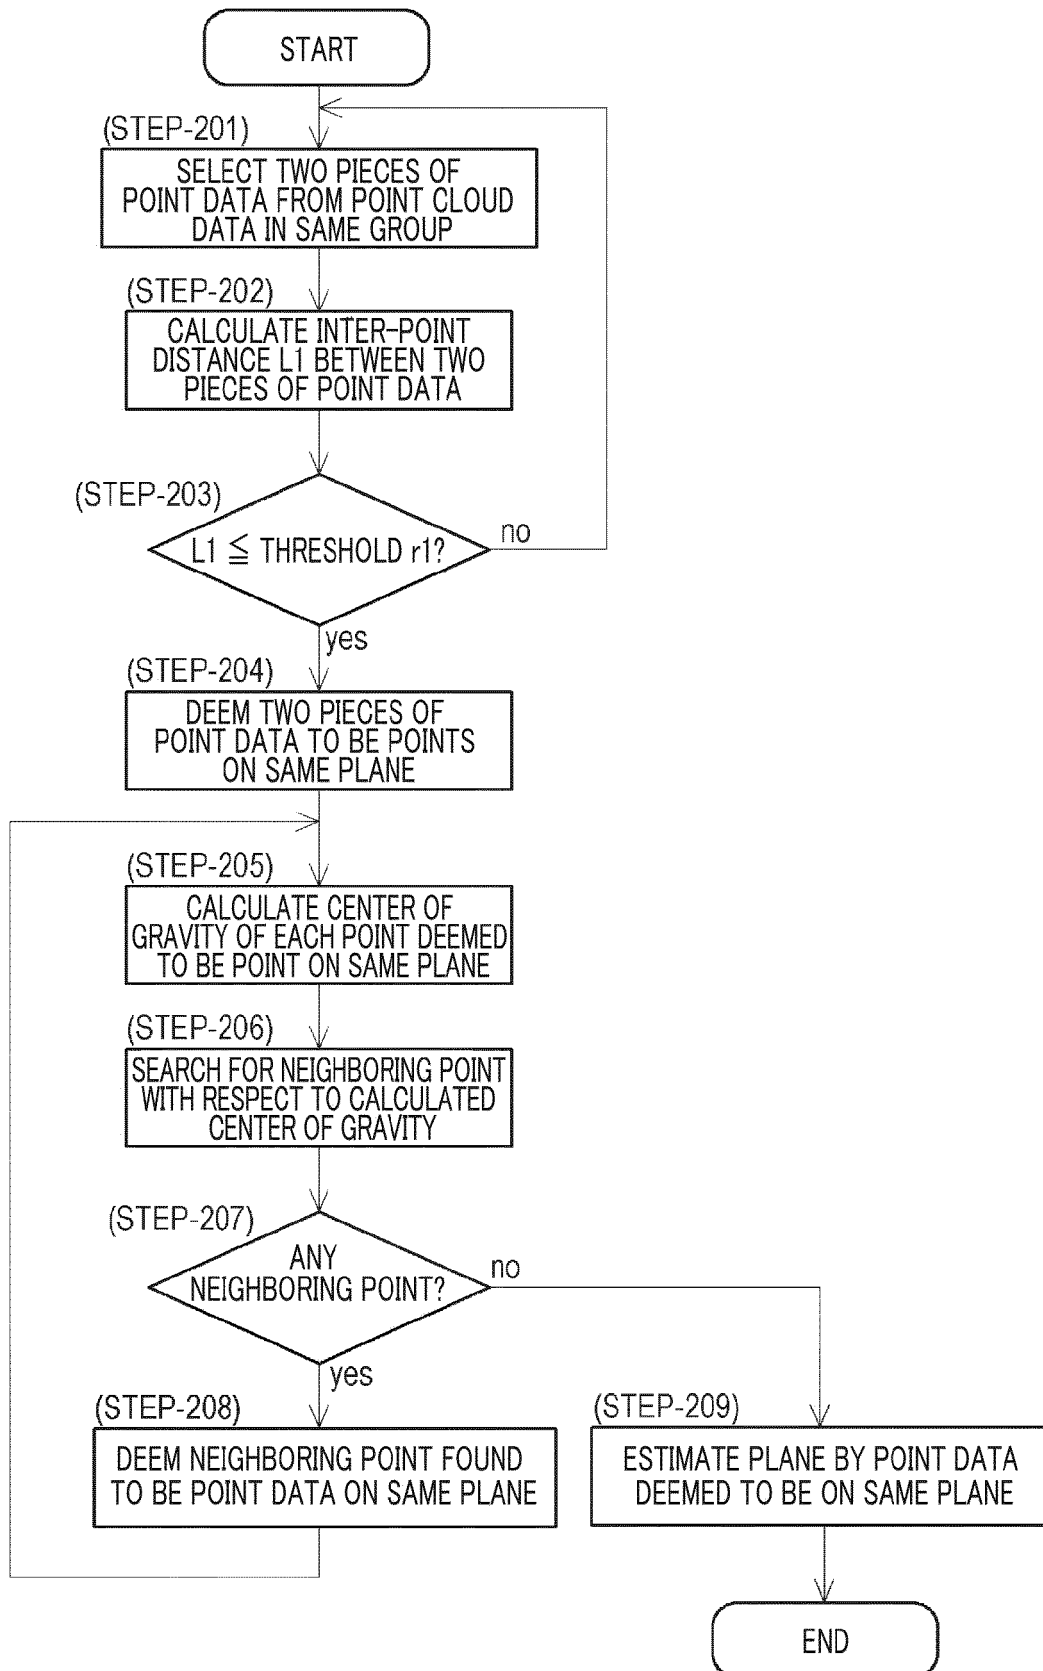 START
(STEP-201)
SELECT TWO PIECES OF
POINT DATA FROM POINT CLOUD
DATA IN SAME GROUP
(STEP-202)
CALCULATE INTER-POINT
DISTANCE L1 BETWEEN TWO
PIECES OF POINT DATA
(STEP-203)
L1 ≦ THRESHOLD r1?
no
yes
(STEP-204)
DEEM TWO PIECES OF
POINT DATA TO BE POINTS
ON SAME PLANE
(STEP-205)
CALCULATE CENTER OF
GRAVITY OF EACH POINT DEEMED
TO BE POINT ON SAME PLANE
(STEP-206)
SEARCH FOR NEIGHBORING POINT
WITH RESPECT TO CALCULATED
CENTER OF GRAVITY
(STEP-207)
ANY
NEIGHBORING POINT?
no
yes
(STEP-208)
DEEM NEIGHBORING POINT FOUND
TO BE POINT DATA ON SAME PLANE
(STEP-209)
ESTIMATE PLANE BY POINT DATA
DEEMED TO BE ON SAME PLANE
END